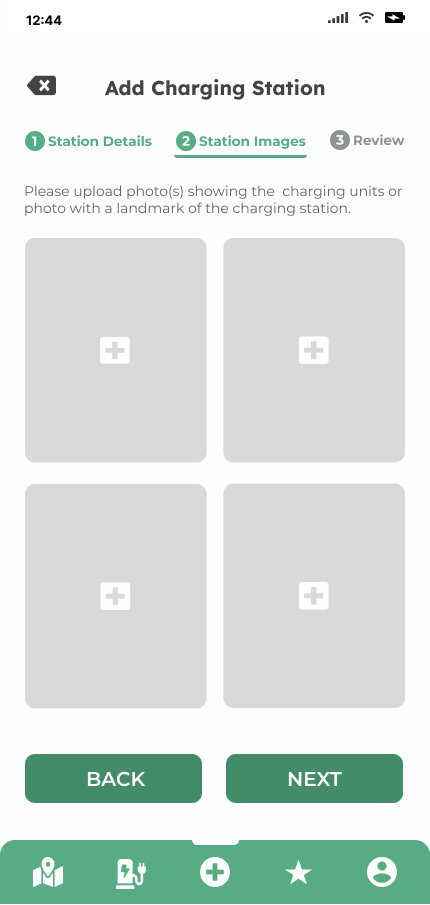 12:44
Add Charging Station
1 Station Details 2 Station Images 3 Review
Please upload photo(s) showing the charging units or
photo with a landmark of the charging station.
BACK NEXT